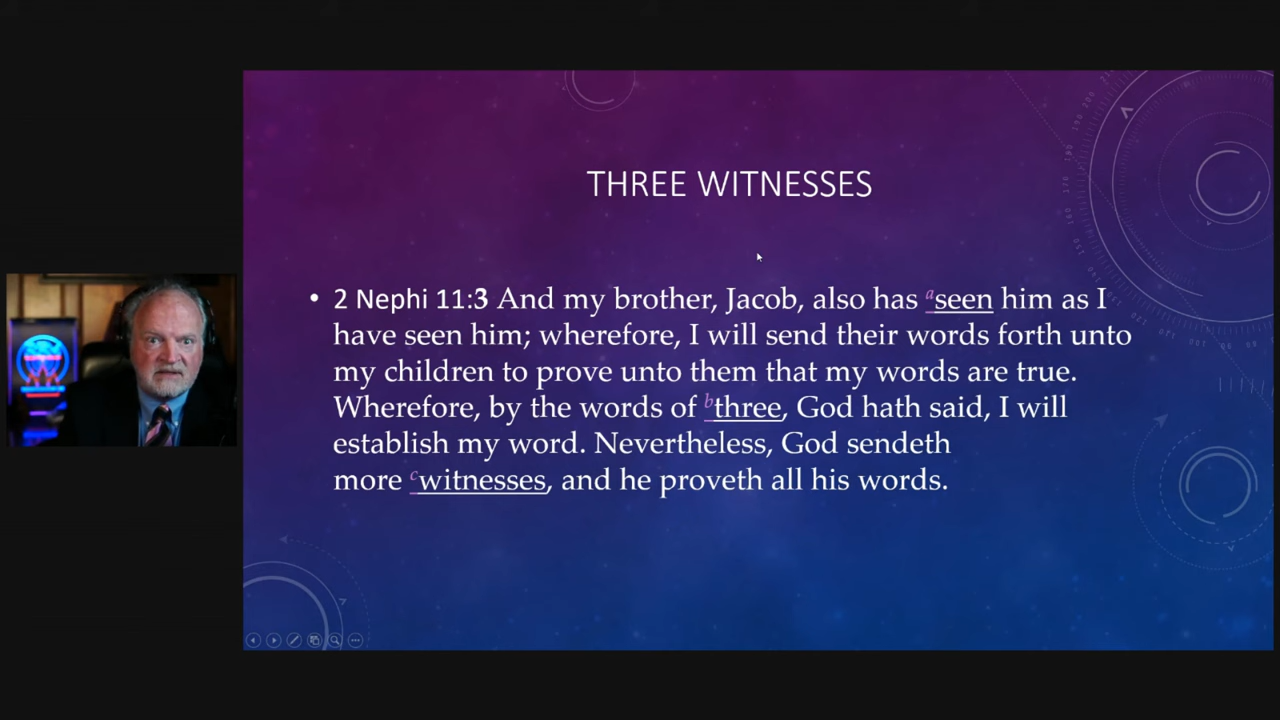 THREE WITNESSES
• 2 Nephi 11:3 And my brother, Jacob, also has a seen him as I
have seen him; wherefore, I will send their words forth unto
my children to prove unto them that my words are true.
Wherefore, by the words of b three, God hath said, I will
establish my word. Nevertheless, God sendeth
more c witnesses, and he proveth all his words.